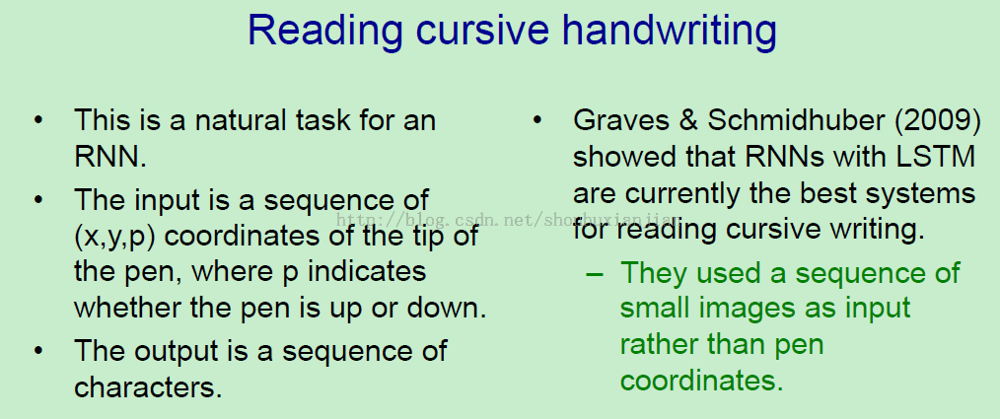 Reading cursive handwriting
• This is a natural task for an
RNN.
• The input is a sequence of
(x,y,p) coordinates of the tip of
the pen, where p indicates
whether the pen is up or down.
• The output is a sequence of
characters.
• Graves & Schmidhuber (2009)
showed that RNNs with LSTM
are currently the best systems
for reading cursive writing.
– They used a sequence of
small images as input
rather than pen
coordinates.
http://blog.csdn.net/shouhuxianjian